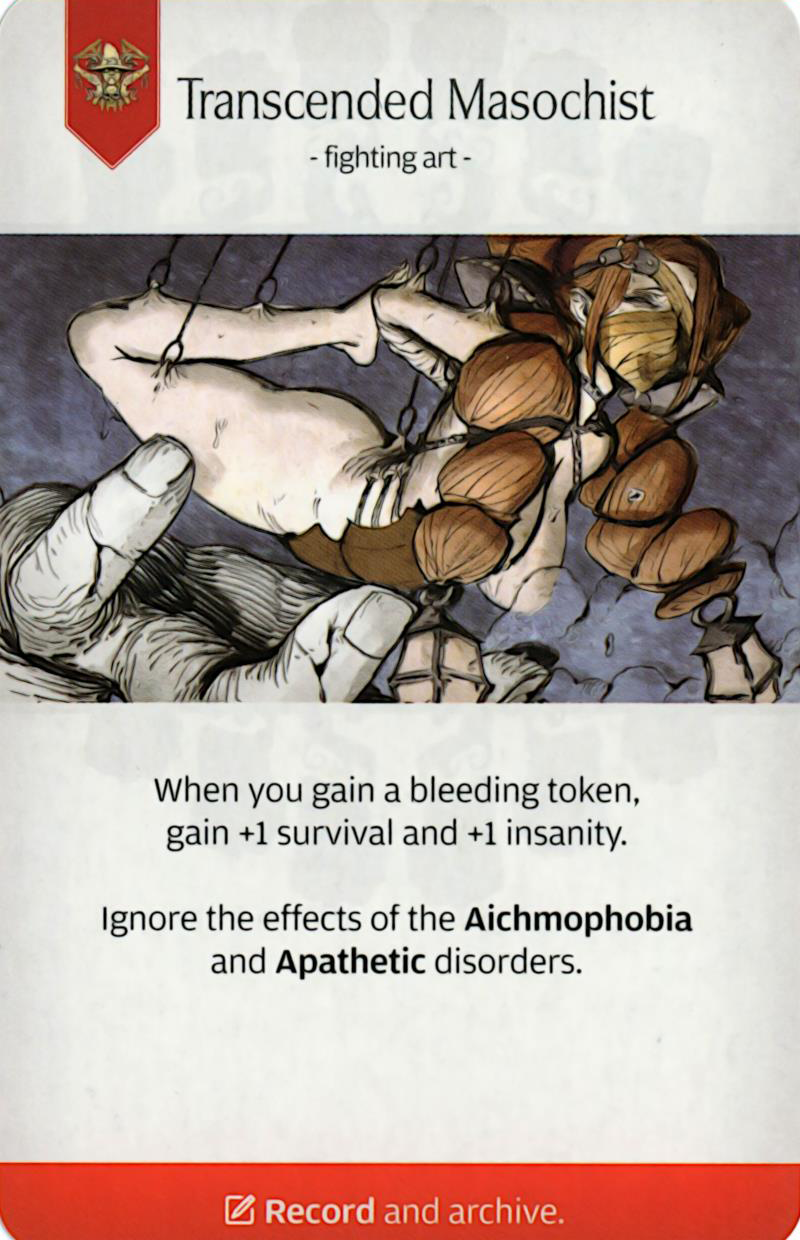 Transcended Masochist
- fighting art -
When you gain a bleeding token,
gain +1 survival and +1 insanity.
Ignore the effects of the Aichmophobia
and Apathetic disorders.
Record and archive.